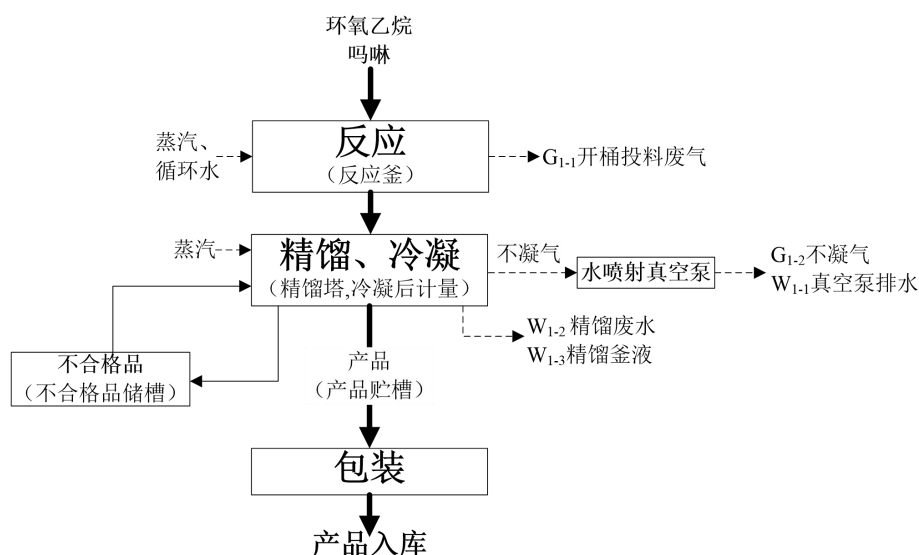 环氧乙烷
吗啉
反应
（反应釜）
蒸汽、
循环水
G₁₋₁开桶投料废气
精馏、冷凝
（精馏塔,冷凝后计量）
蒸汽
不凝气
水喷射真空泵
G₁₋₂不凝气
W₁₋₁真空泵排水
W₁₋₂ 精馏废水
W₁₋₃精馏釜液
不合格品
（不合格品储槽）
产品
（产品贮槽）
包装
产品入库